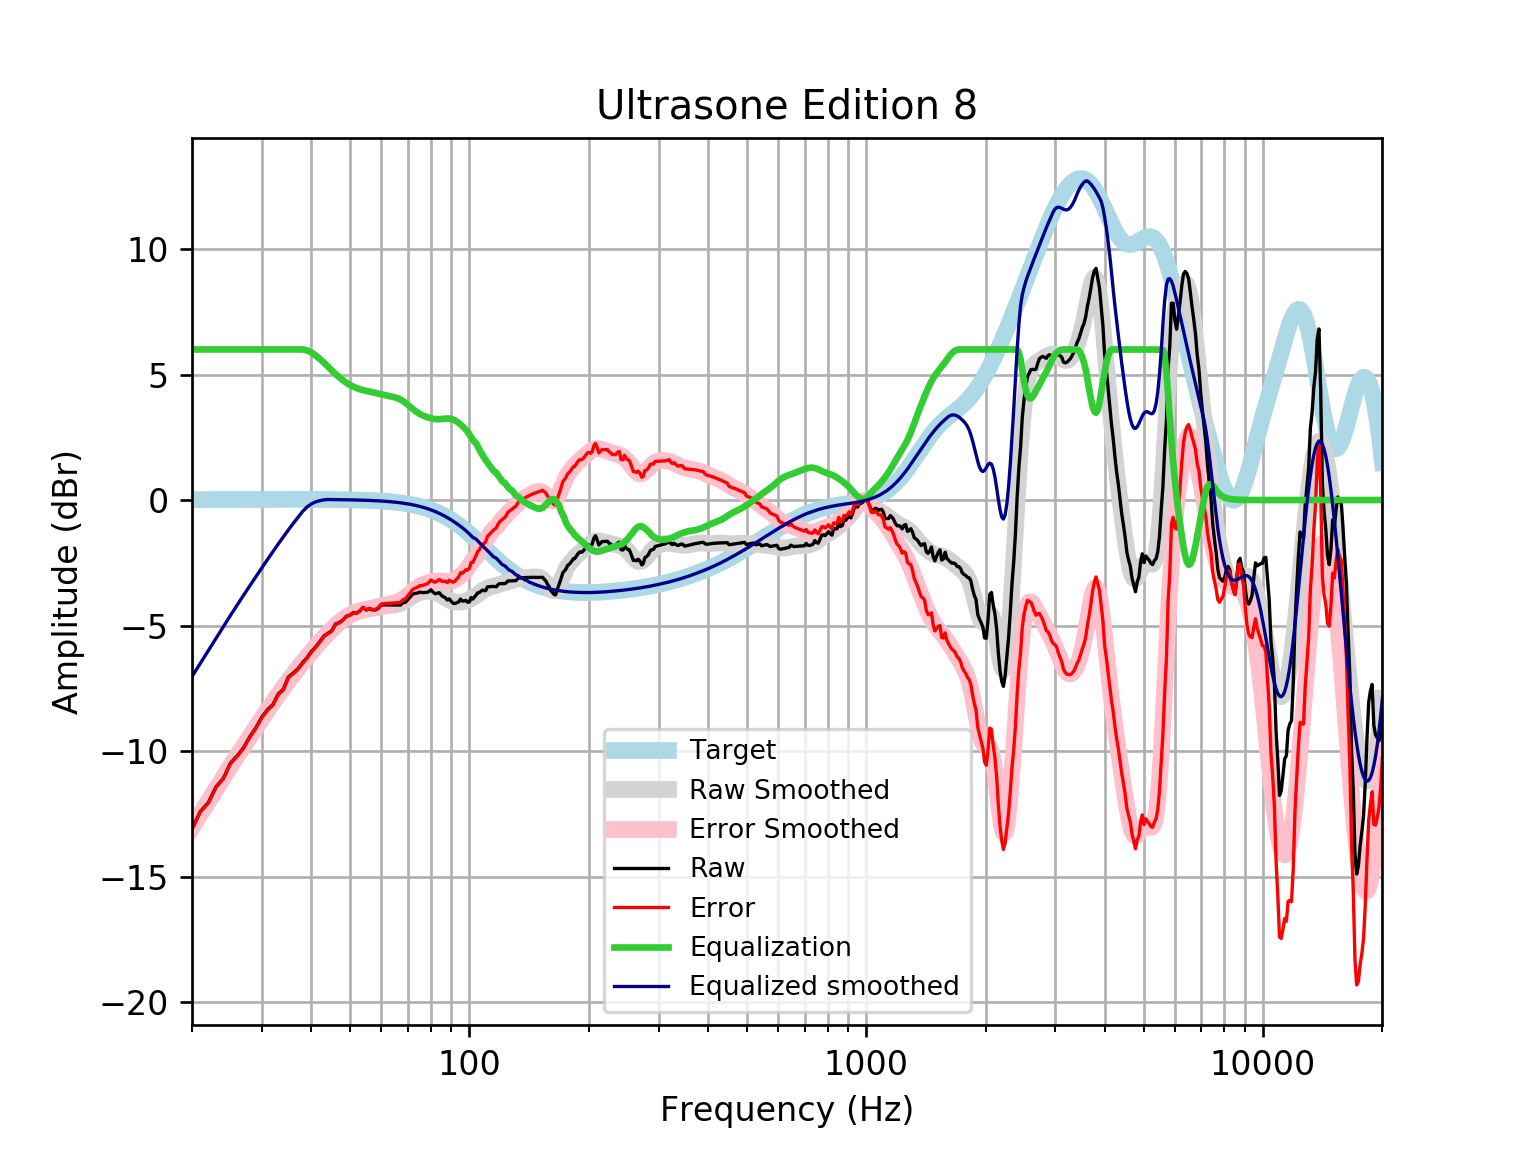 Ultrasone Edition 8
10
5
0
−5
−10
−15
−20
Amplitude (dBr)
Target
Raw Smoothed
Error Smoothed
Raw
Error
Equalization
Equalized smoothed
100 1000 10000
Frequency (Hz)